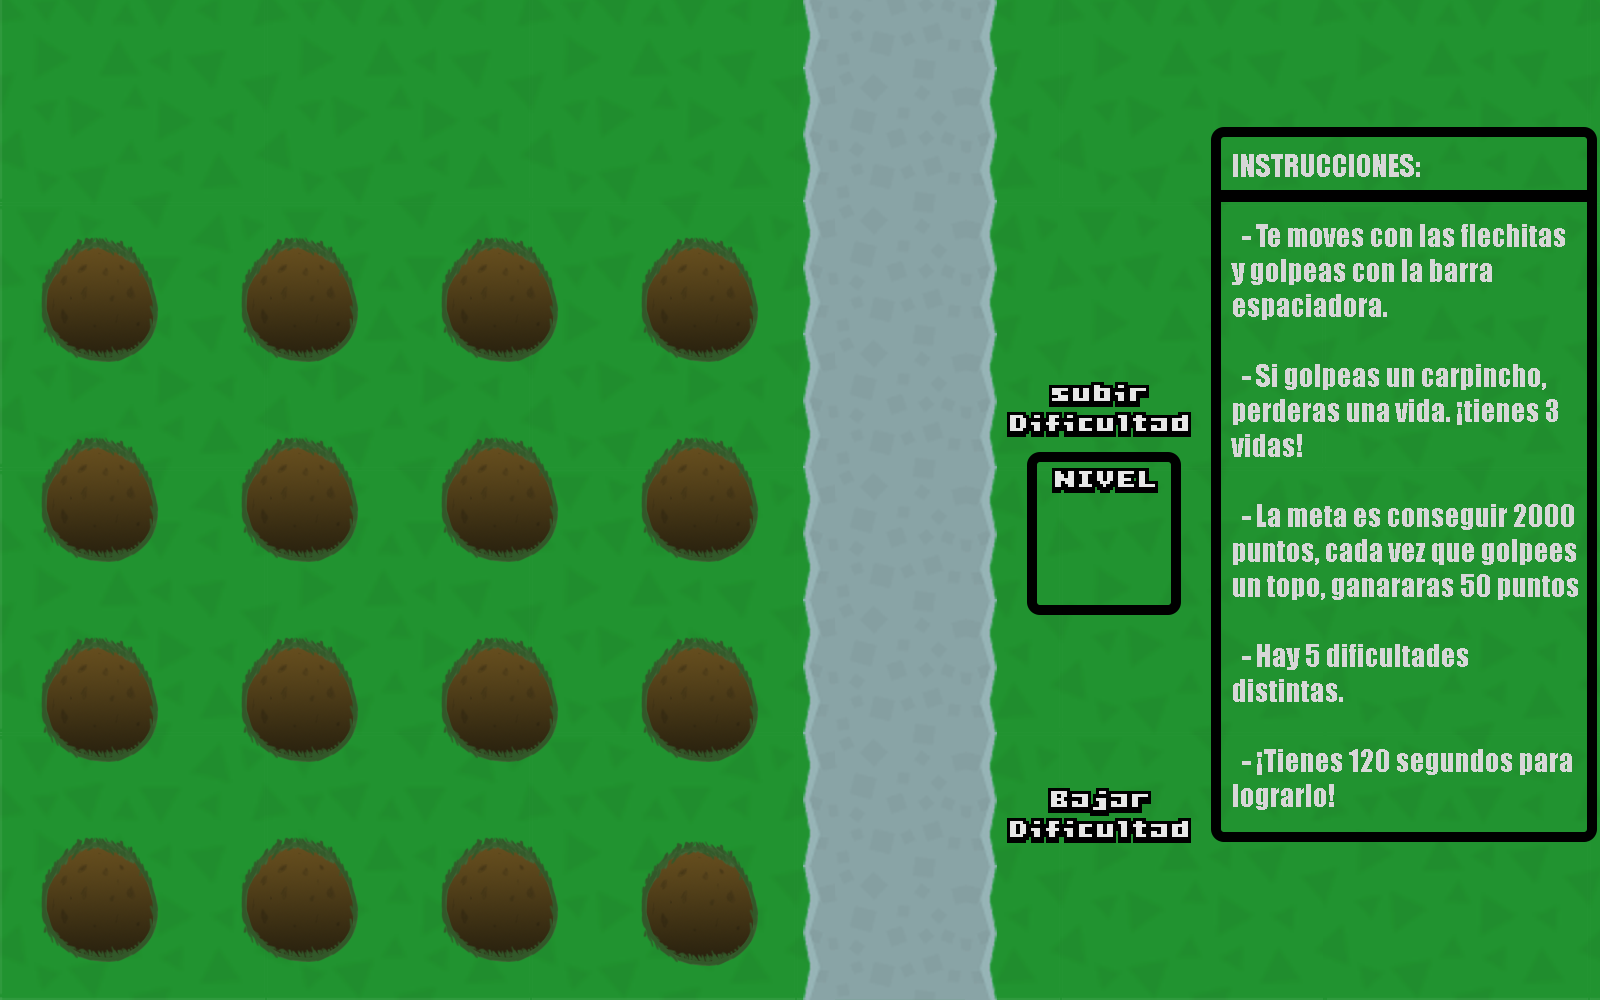 subir
Dificultad
NIVEL
Bajar
Dificultad
INSTRUCCIONES:
- Te moves con las flechitas
y golpeas con la barra
espaciadora.
- Si golpeas un carpincho,
perderas una vida. ¡tienes 3
vidas!
- La meta es conseguir 2000
puntos, cada vez que golpees
un topo, ganararas 50 puntos
- Hay 5 dificultades
distintas.
- ¡Tienes 120 segundos para
lograrlo!